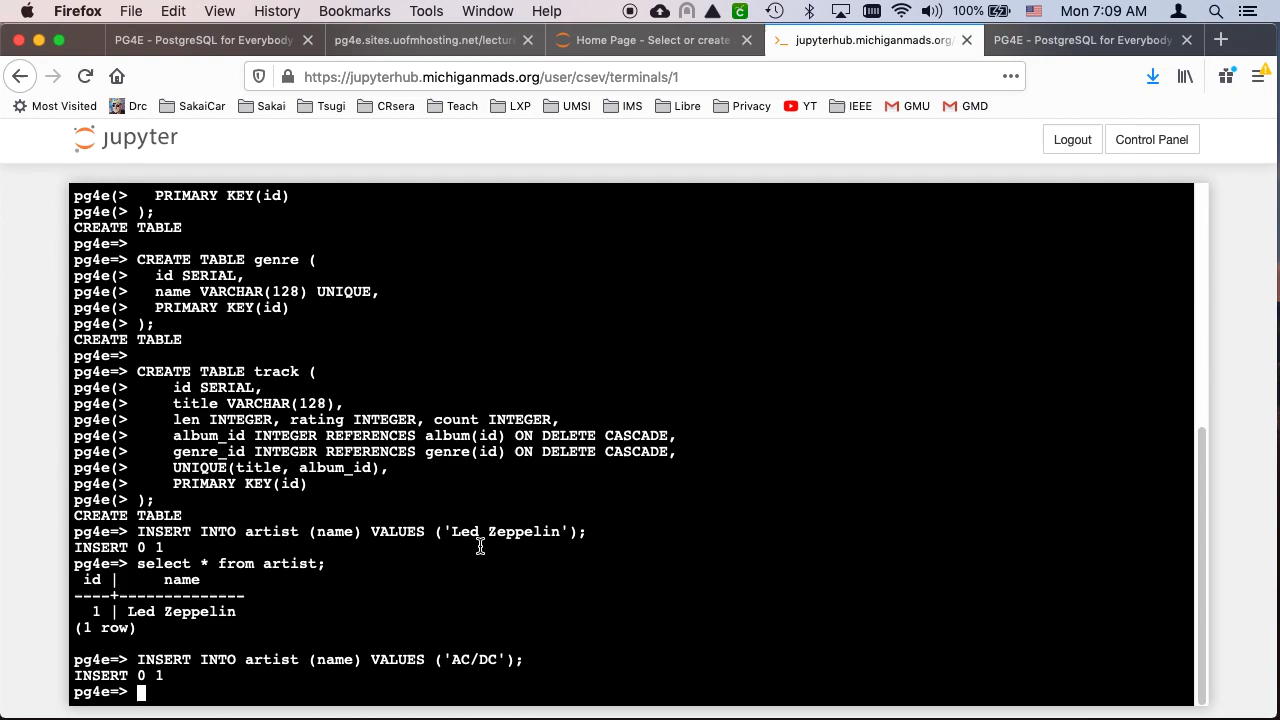 Firefox File Edit View History Bookmarks Tools Window Help 100% Mon 7:09 AM
PG4E - PostgreSQL for Everybody pg4e.sites.uofmhosting.net/lectur Home Page - Select or create jupyterhub.michiganmads.org/ PG4E - PostgreSQL for Everybody
https://jupyterhub.michiganmads.org/user/csev/terminals/1
Most Visited Drc SakaiCar Sakai Tsugi CRsera Teach LXP UMSI IMS Libre Privacy YT IEEE GMU GMD
jupyter Logout Control Panel
pg4e(>   PRIMARY KEY(id)
pg4e(> );
CREATE TABLE
pg4e=>
pg4e=> CREATE TABLE genre (
pg4e(>   id SERIAL,
pg4e(>   name VARCHAR(128) UNIQUE,
pg4e(>   PRIMARY KEY(id)
pg4e(> );
CREATE TABLE
pg4e=>
pg4e=> CREATE TABLE track (
pg4e(>     id SERIAL,
pg4e(>     title VARCHAR(128),
pg4e(>     len INTEGER, rating INTEGER, count INTEGER,
pg4e(>     album_id INTEGER REFERENCES album(id) ON DELETE CASCADE,
pg4e(>     genre_id INTEGER REFERENCES genre(id) ON DELETE CASCADE,
pg4e(>     UNIQUE(title, album_id),
pg4e(>     PRIMARY KEY(id)
pg4e(> );
CREATE TABLE
pg4e=> INSERT INTO artist (name) VALUES ('Led Zeppelin');
INSERT 0 1
pg4e=> select * from artist;
 id |     name
----+--------------
  1 | Led Zeppelin
(1 row)
pg4e=> INSERT INTO artist (name) VALUES ('AC/DC');
INSERT 0 1
pg4e=>